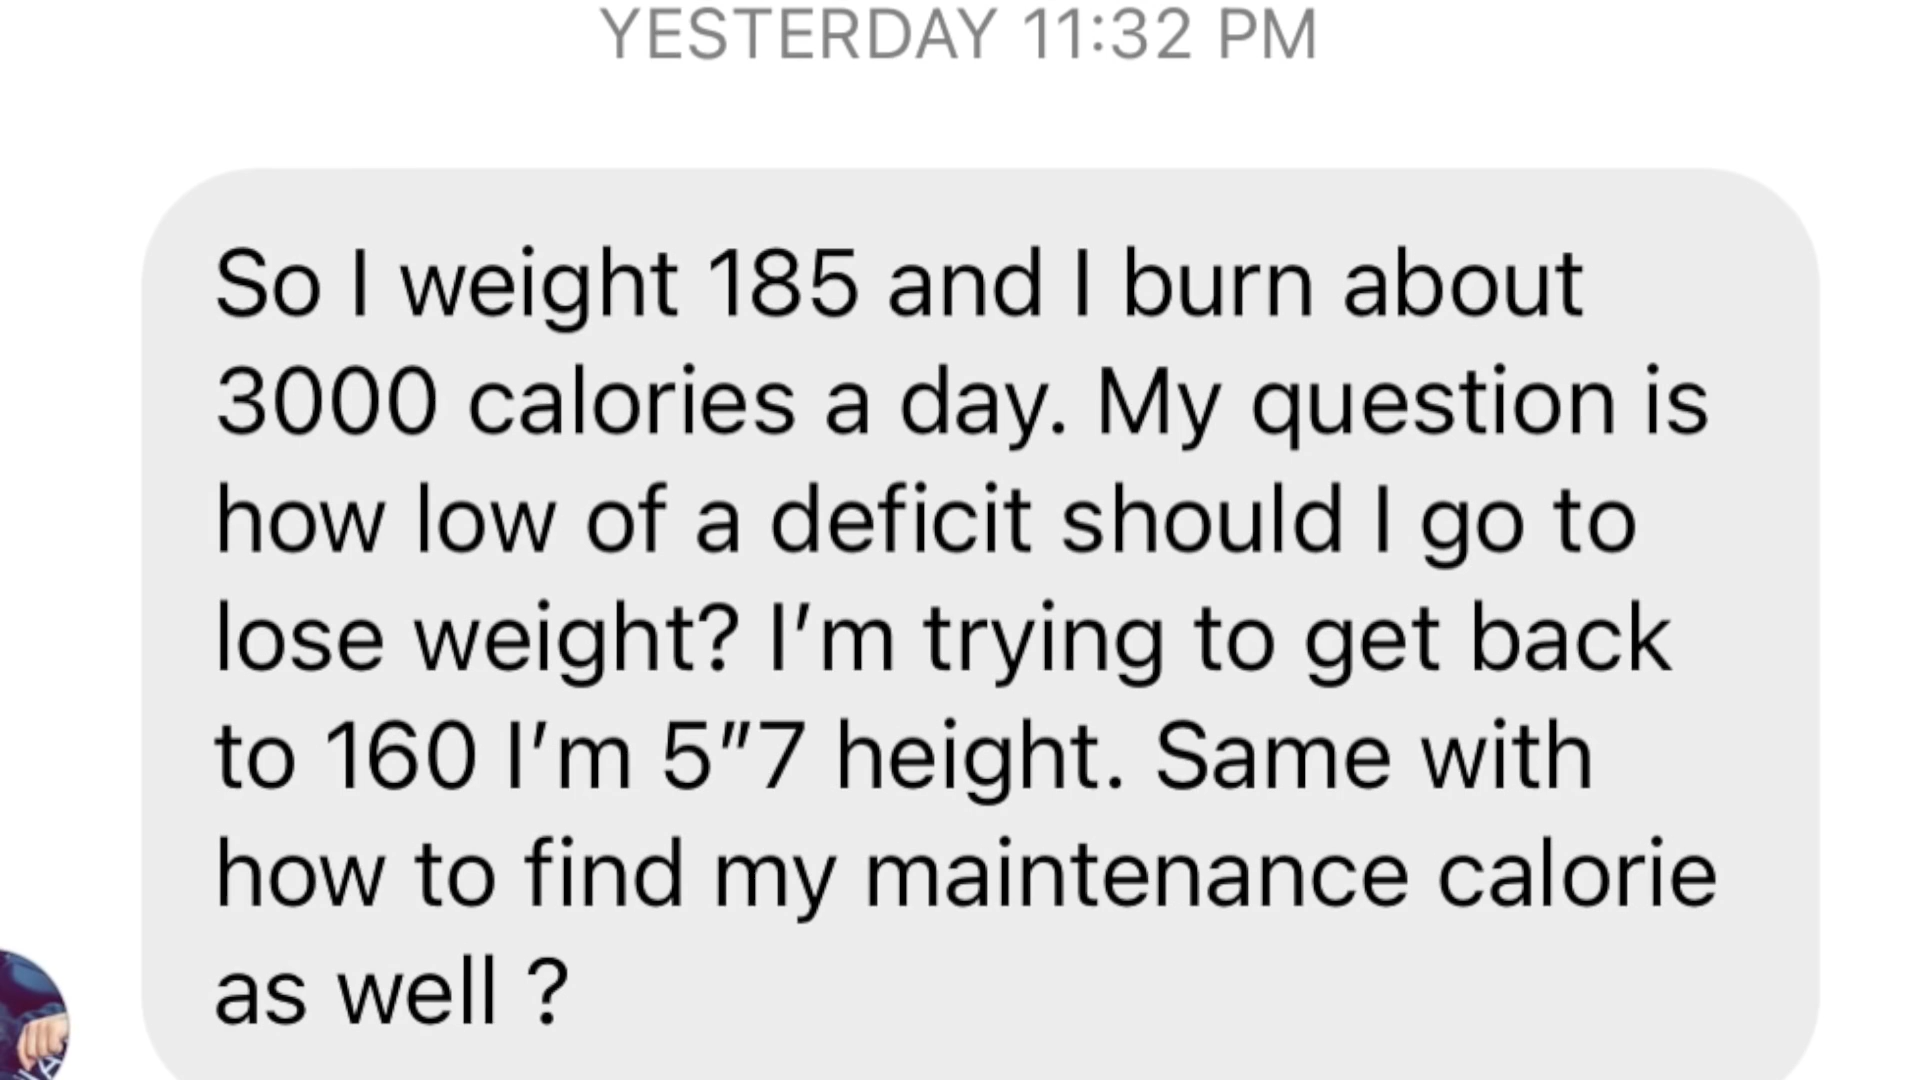 YESTERDAY 11:32 PM
So I weight 185 and I burn about
3000 calories a day. My question is
how low of a deficit should I go to
lose weight? I’m trying to get back
to 160 I’m 5”7 height. Same with
how to find my maintenance calorie
as well ?